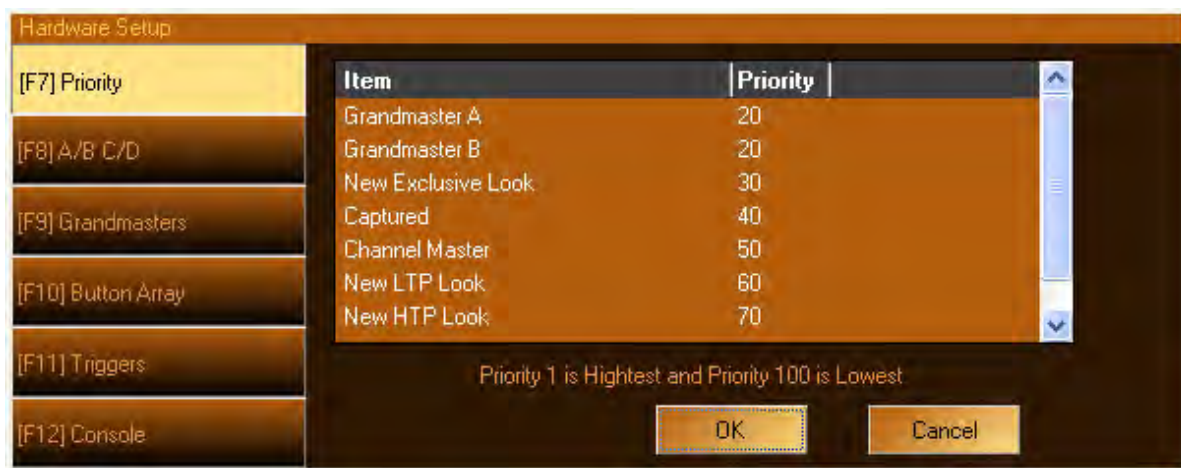 Hardware Setup
[F7] Priority
[F8] A/B C/D
[F9] Grandmasters
[F10] Button Array
[F11] Triggers
[F12] Console
Item Priority
Grandmaster A 20
Grandmaster B 20
New Exclusive Look 30
Captured 40
Channel Master 50
New LTP Look 60
New HTP Look 70
Priority 1 is Hightest and Priority 100 is Lowest
OK Cancel